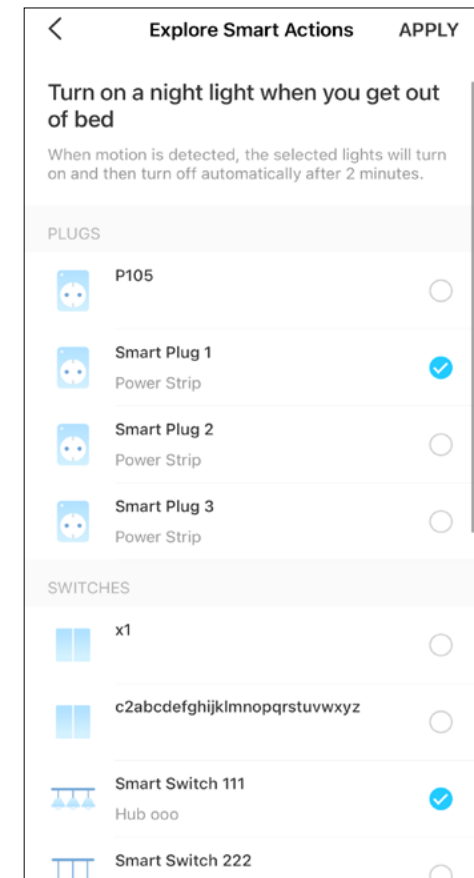 Explore Smart Actions APPLY
Turn on a night light when you get out
of bed
When motion is detected, the selected lights will turn
on and then turn off automatically after 2 minutes.
PLUGS
P105
Smart Plug 1
Power Strip
Smart Plug 2
Power Strip
Smart Plug 3
Power Strip
SWITCHES
x1
c2abcdefghijklmnopqrstuvwxyz
Smart Switch 111
Hub ooo
Smart Switch 222